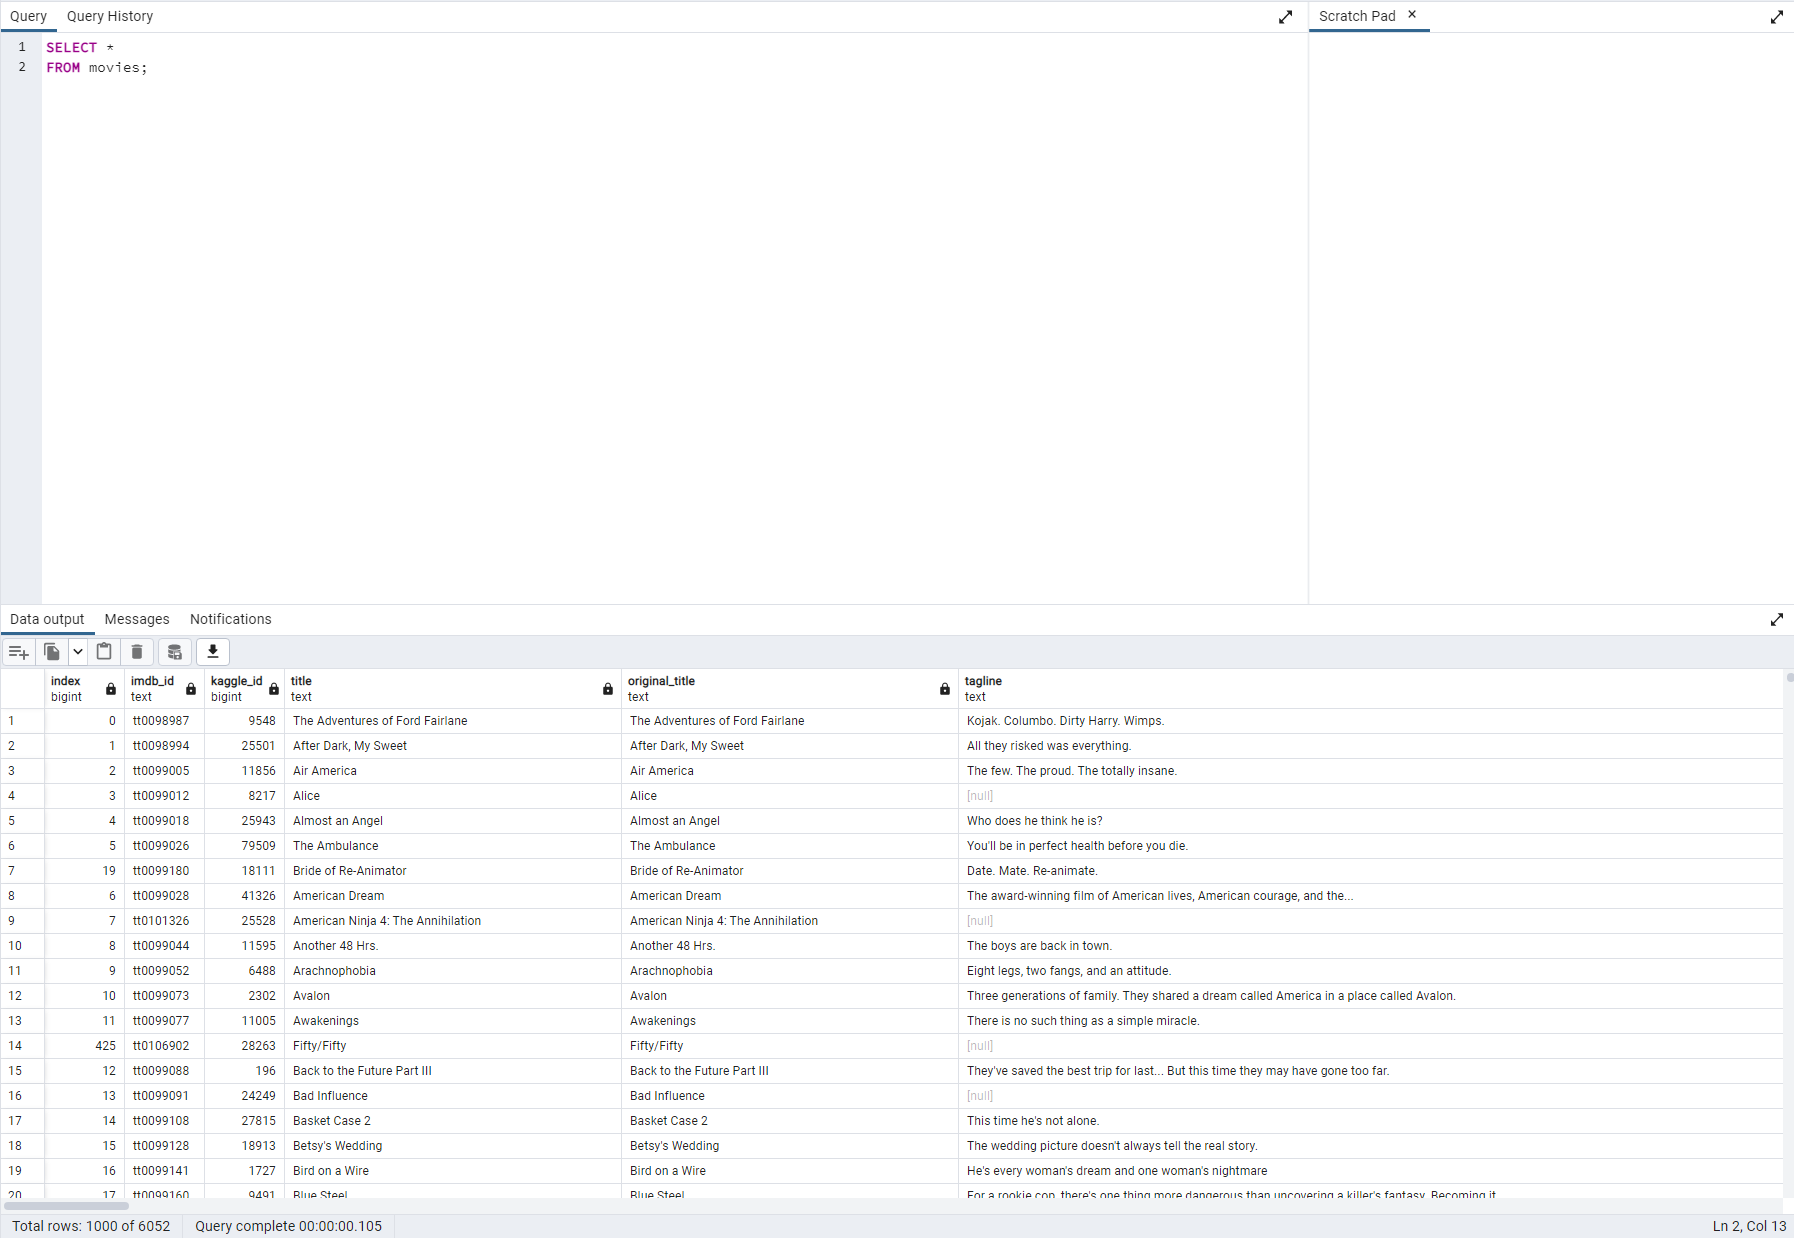 Query Query History Scratch Pad ×
1 SELECT *
2 FROM movies;
Data output Messages Notifications
index imdb_id kaggle_id title original_title tagline
bigint text bigint text text text
1 0 tt0098987 9548 The Adventures of Ford Fairlane The Adventures of Ford Fairlane Kojak. Columbo. Dirty Harry. Wimps.
2 1 tt0098994 25501 After Dark, My Sweet After Dark, My Sweet All they risked was everything.
3 2 tt0099005 11856 Air America Air America The few. The proud. The totally insane.
4 3 tt0099012 8217 Alice Alice [null]
5 4 tt0099018 25943 Almost an Angel Almost an Angel Who does he think he is?
6 5 tt0099026 79509 The Ambulance The Ambulance You'll be in perfect health before you die.
7 19 tt0099180 18111 Bride of Re-Animator Bride of Re-Animator Date. Mate. Re-animate.
8 6 tt0099028 41326 American Dream American Dream The award-winning film of American lives, American courage, and the...
9 7 tt0101326 25528 American Ninja 4: The Annihilation American Ninja 4: The Annihilation [null]
10 8 tt0099044 11595 Another 48 Hrs. Another 48 Hrs. The boys are back in town.
11 9 tt0099052 6488 Arachnophobia Arachnophobia Eight legs, two fangs, and an attitude.
12 10 tt0099073 2302 Avalon Avalon Three generations of family. They shared a dream called America in a place called Avalon.
13 11 tt0099077 11005 Awakenings Awakenings There is no such thing as a simple miracle.
14 425 tt0106902 28263 Fifty/Fifty Fifty/Fifty [null]
15 12 tt0099088 196 Back to the Future Part III Back to the Future Part III They've saved the best trip for last... But this time they may have gone too far.
16 13 tt0099091 24249 Bad Influence Bad Influence [null]
17 14 tt0099108 27815 Basket Case 2 Basket Case 2 This time he's not alone.
18 15 tt0099128 18913 Betsy's Wedding Betsy's Wedding The wedding picture doesn't always tell the real story.
19 16 tt0099141 1727 Bird on a Wire Bird on a Wire He's every woman's dream and one woman's nightmare
20 17 tt0099160 9491 Blue Steel Blue Steel For a rookie cop, there's one thing more dangerous than uncovering a killer's fantasy. Becoming it.
Total rows: 1000 of 6052 Query complete 00:00:00.105 Ln 2, Col 13